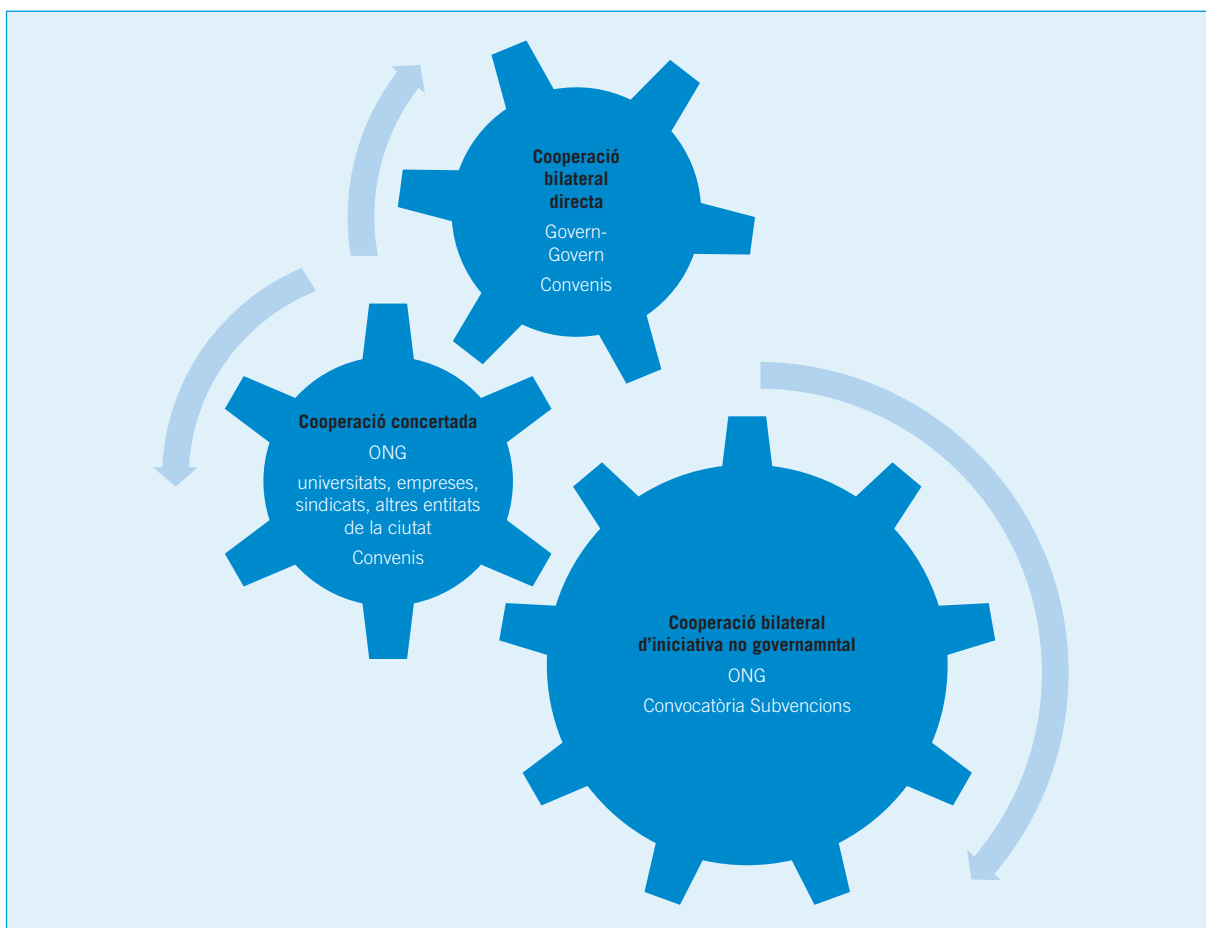 Cooperació
bilateral
directa
Govern-
Govern
Convenis
Cooperació concertada
ONG
universitats, empreses,
sindicats, altres entitats
de la ciutat
Convenis
Cooperació bilateral
d'iniciativa no governamntal
ONG
Convocatòria Subvencions